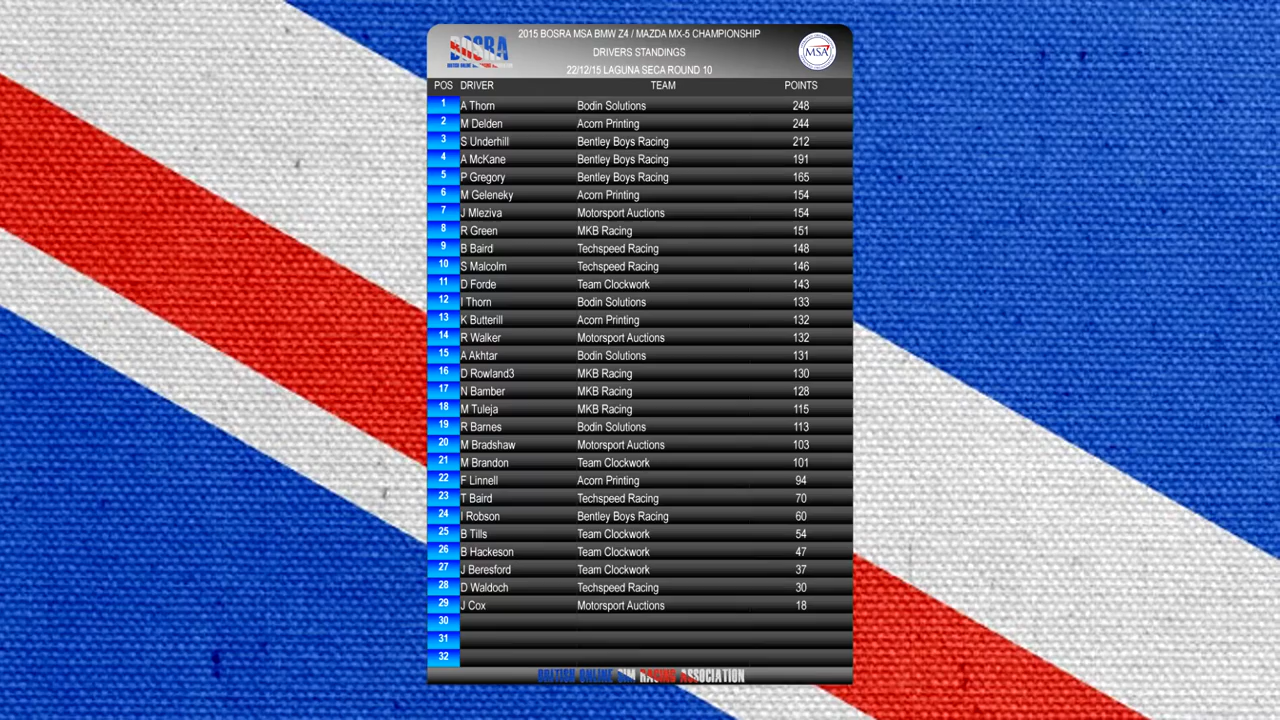 BOSRA
2015 BOSRA MSA BMW Z4 / MAZDA MX-5 CHAMPIONSHIP
DRIVERS STANDINGS
22/12/15 LAGUNA SECA ROUND 10
MSA
POS DRIVER TEAM POINTS
1 A Thorn Bodin Solutions 248
2 M Delden Acorn Printing 244
3 S Underhill Bentley Boys Racing 212
4 A McKane Bentley Boys Racing 191
5 P Gregory Bentley Boys Racing 165
6 M Geleneky Acorn Printing 154
7 J Mleziva Motorsport Auctions 154
8 R Green MKB Racing 151
9 B Baird Techspeed Racing 148
10 S Malcolm Techspeed Racing 146
11 D Forde Team Clockwork 143
12 I Thorn Bodin Solutions 133
13 K Butterill Acorn Printing 132
14 R Walker Motorsport Auctions 132
15 A Akhtar Bodin Solutions 131
16 D Rowland3 MKB Racing 130
17 N Bamber MKB Racing 128
18 M Tuleja MKB Racing 115
19 R Barnes Bodin Solutions 113
20 M Bradshaw Motorsport Auctions 103
21 M Brandon Team Clockwork 101
22 F Linnell Acorn Printing 94
23 T Baird Techspeed Racing 70
24 I Robson Bentley Boys Racing 60
25 B Tills Team Clockwork 54
26 B Hackeson Team Clockwork 47
27 J Beresford Team Clockwork 37
28 D Waldoch Techspeed Racing 30
29 J Cox Motorsport Auctions 18
30
31
32
BRITISH ONLINE SIM RACING ASSOCIATION